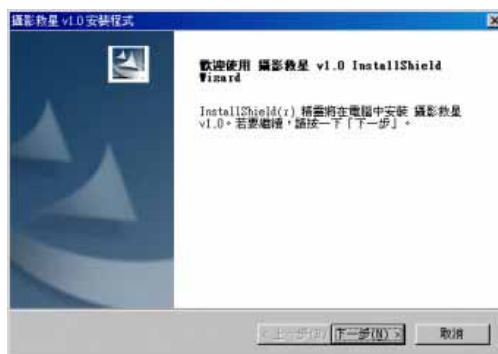 攝影救星 v1.0 安裝程式
歡迎使用 攝影救星 v1.0 InstallShield
Wizard
InstallShield(r) 精靈將在電腦中安裝 攝影救星
v1.0。若要繼續，請按一下「下一步」。
< 上一步(B) 下一步(N) > 取消